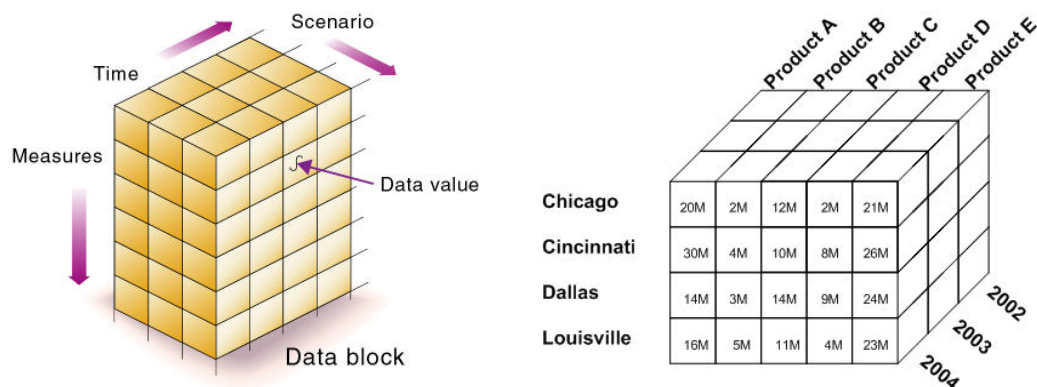 Scenario
Time
Measures
Data value
Data block
Product A
Product B
Product C
Product D
Product E
Chicago 20M 2M 12M 2M 21M
Cincinnati 30M 4M 10M 8M 26M
Dallas 14M 3M 14M 9M 24M
Louisville 16M 5M 11M 4M 23M
2002
2003
2004